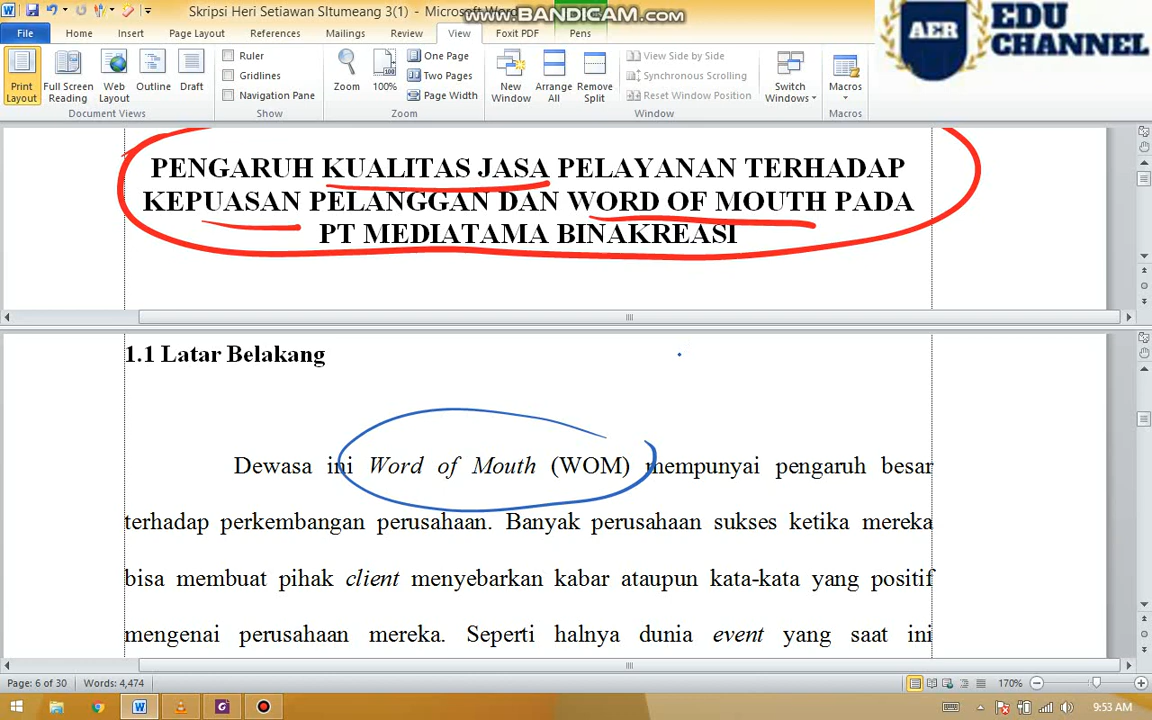 Skripsi Heri Setiawan SItumeang 3(1) - Microsoft Word
www.BANDICAM.com
AER
EDU
CHANNEL
File Home Insert Page Layout References Mailings Review View Foxit PDF Pens
Print Layout
Full Screen Reading
Web Layout
Outline
Draft
Document Views
Ruler
Gridlines
Navigation Pane
Show
Zoom
100%
One Page
Two Pages
Page Width
Zoom
New Window
Arrange All
Remove Split
View Side by Side
Synchronous Scrolling
Reset Window Position
Switch Windows
Window
Macros
Macros
PENGARUH KUALITAS JASA PELAYANAN TERHADAP
KEPUASAN PELANGGAN DAN WORD OF MOUTH PADA
PT MEDIATAMA BINAKREASI
1.1 Latar Belakang
Dewasa ini Word of Mouth (WOM) mempunyai pengaruh besar
terhadap perkembangan perusahaan. Banyak perusahaan sukses ketika mereka
bisa membuat pihak client menyebarkan kabar ataupun kata-kata yang positif
mengenai perusahaan mereka. Seperti halnya dunia event yang saat ini
Page: 6 of 30 Words: 4,474 170%
9:53 AM